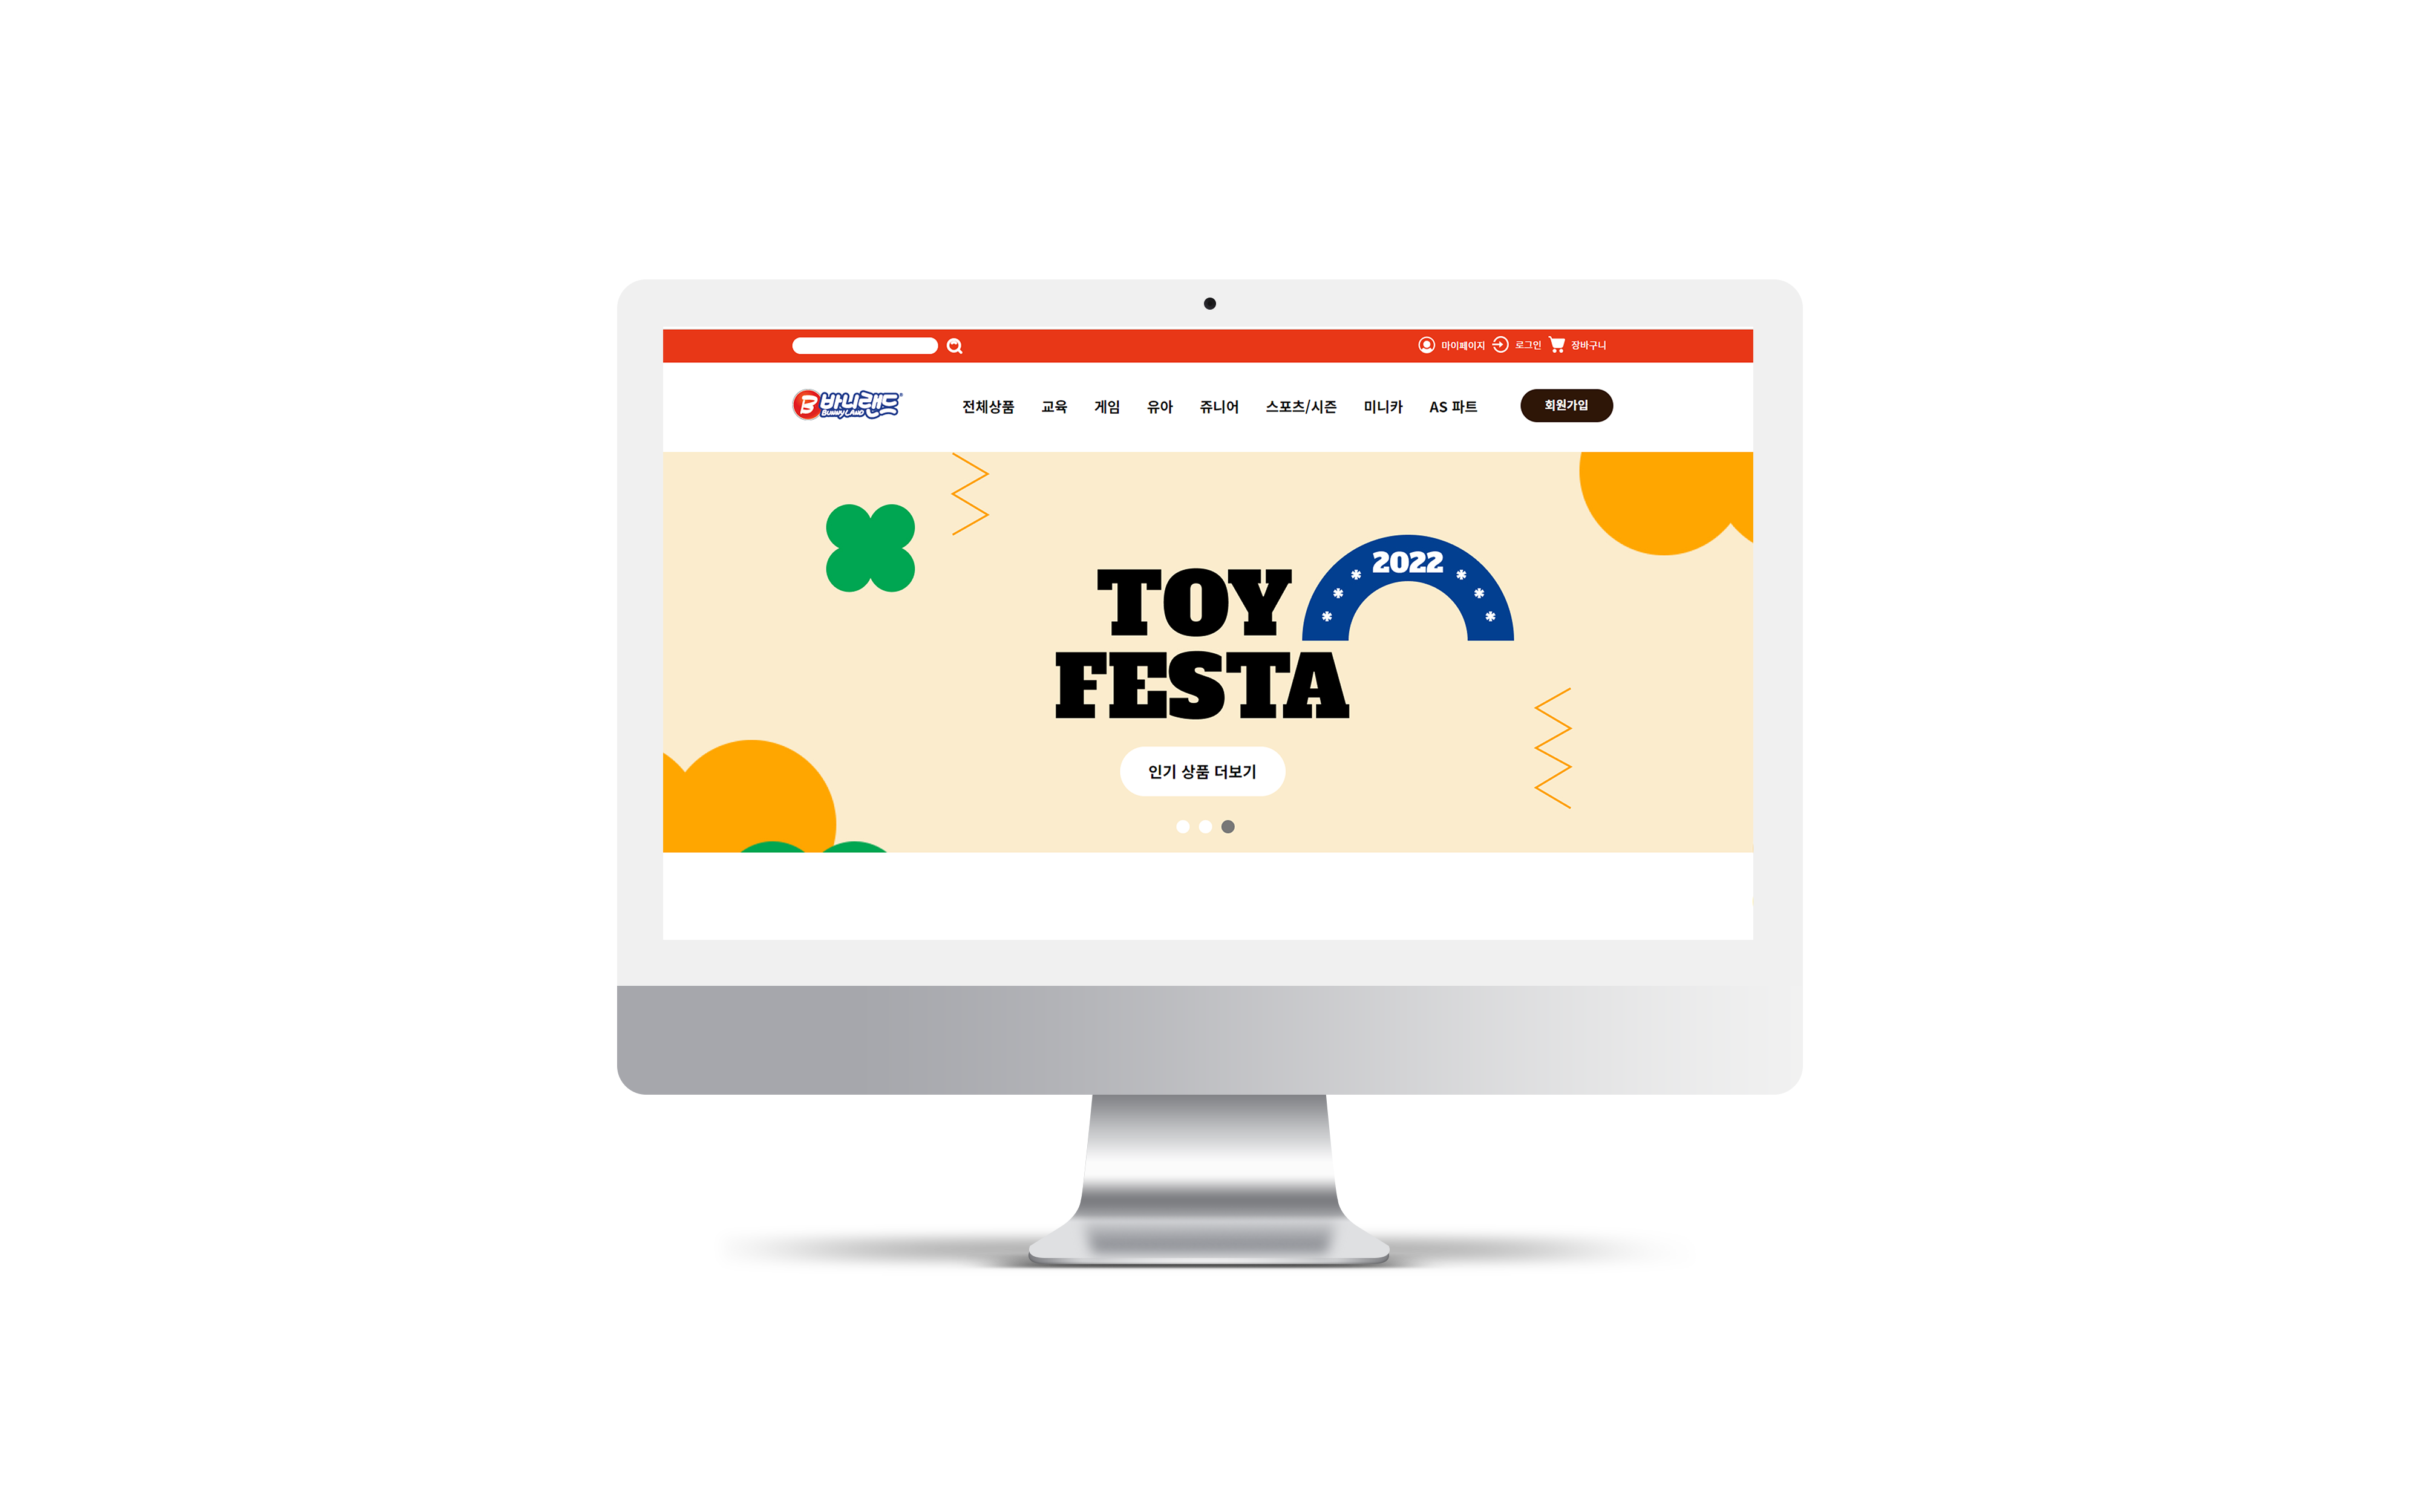 마이페이지 로그인 장바구니
B 바니랜드®
BUNNY LAND
전체상품 교육 게임 유아 쥬니어 스포츠/시즌 미니카 AS 파트 회원가입
2022
TOY
FESTA
인기 상품 더보기